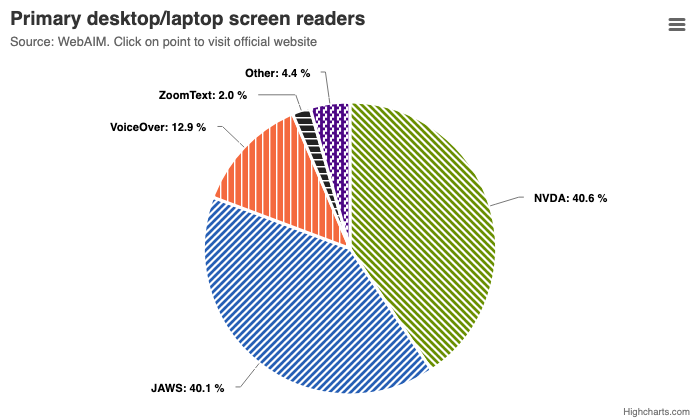 Primary desktop/laptop screen readers
Source: WebAIM. Click on point to visit official website
Other: 4.4 %
ZoomText: 2.0 %
VoiceOver: 12.9 %
NVDA: 40.6 %
JAWS: 40.1 %
Highcharts.com